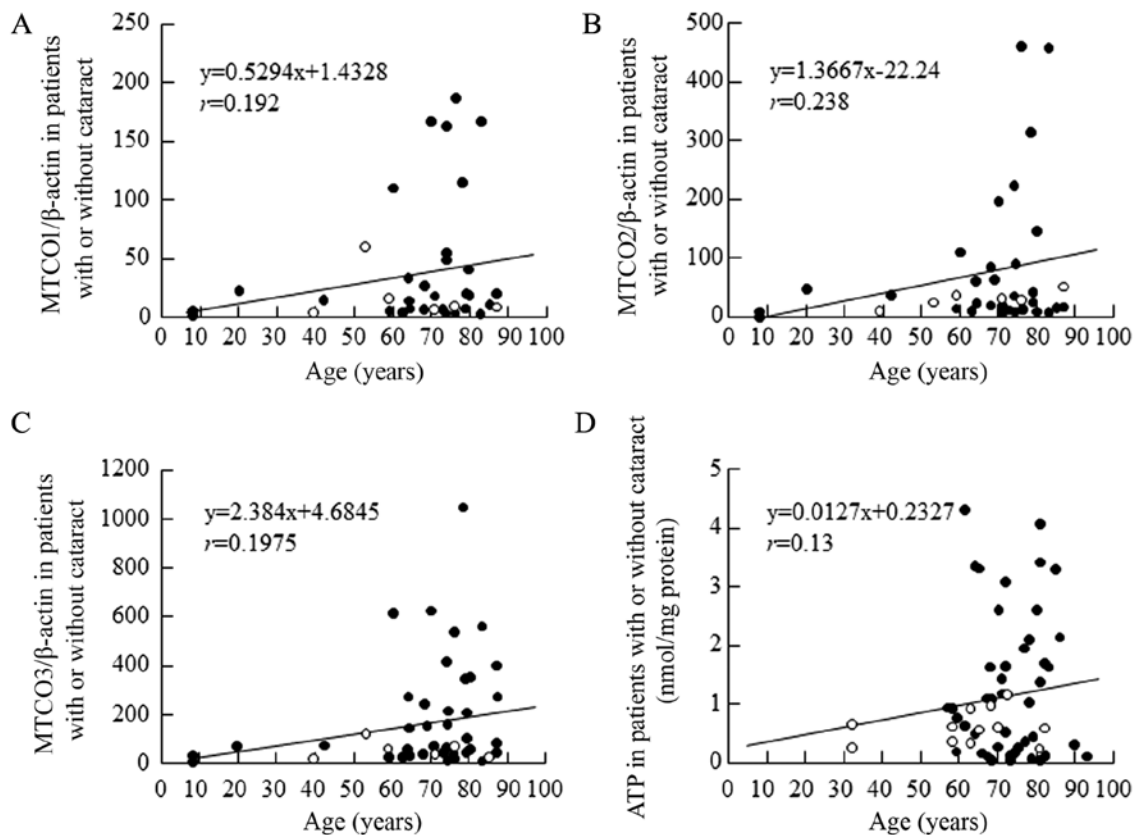 A
MTCO1/β-actin in patients
with or without cataract
250
200
150
100
50
0
y=0.5294x+1.4328
r=0.192
0 10 20 30 40 50 60 70 80 90 100
Age (years)
B
MTCO2/β-actin in patients
with or without cataract
500
400
300
200
100
0
y=1.3667x-22.24
r=0.238
0 10 20 30 40 50 60 70 80 90 100
Age (years)
C
MTCO3/β-actin in patients
with or without cataract
1200
1000
800
600
400
200
0
y=2.384x+4.6845
r=0.1975
0 10 20 30 40 50 60 70 80 90 100
Age (years)
D
ATP in patients with or without cataract
(nmol/mg protein)
5
4
3
2
1
0
y=0.0127x+0.2327
r=0.13
0 10 20 30 40 50 60 70 80 90 100
Age (years)